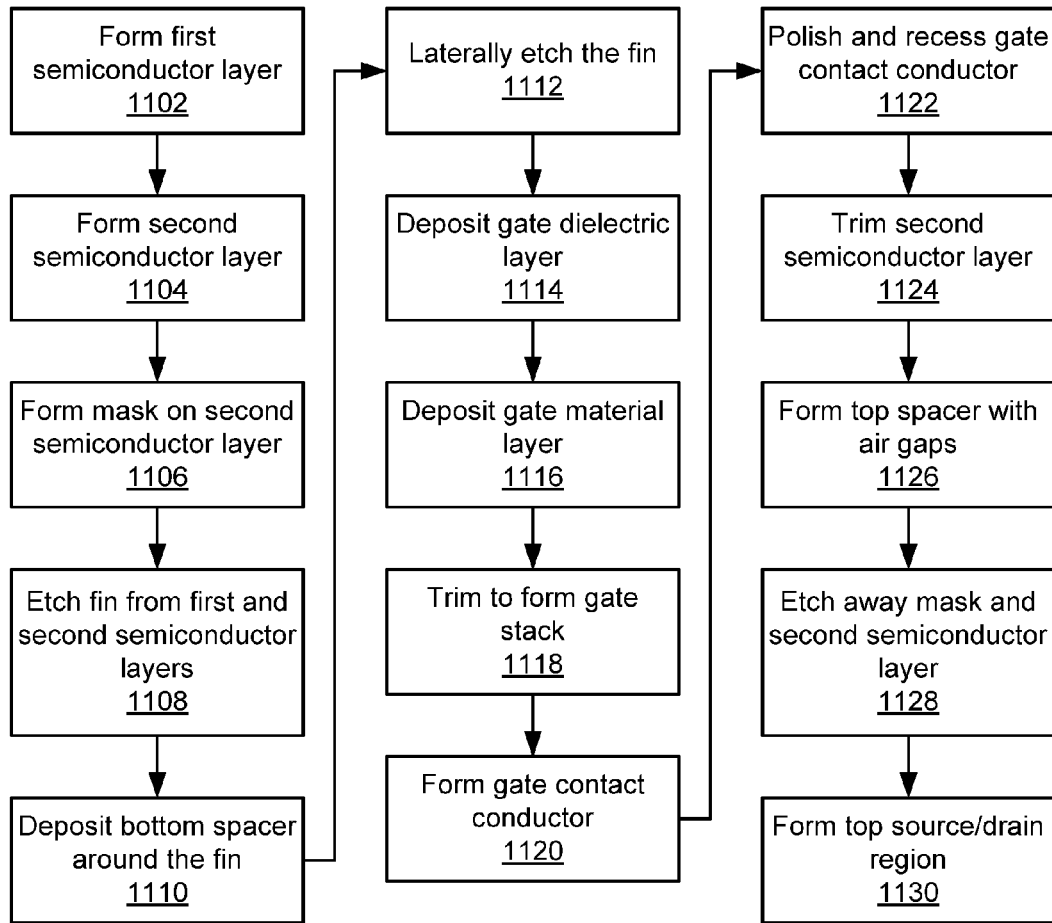 Form first
semiconductor layer
1102
Form second
semiconductor layer
1104
Form mask on second
semiconductor layer
1106
Etch fin from first and
second semiconductor
layers
1108
Deposit bottom spacer
around the fin
1110
Laterally etch the fin
1112
Deposit gate dielectric
layer
1114
Deposit gate material
layer
1116
Trim to form gate
stack
1118
Form gate contact
conductor
1120
Polish and recess gate
contact conductor
1122
Trim second
semiconductor layer
1124
Form top spacer with
air gaps
1126
Etch away mask and
second semiconductor
layer
1128
Form top source/drain
region
1130